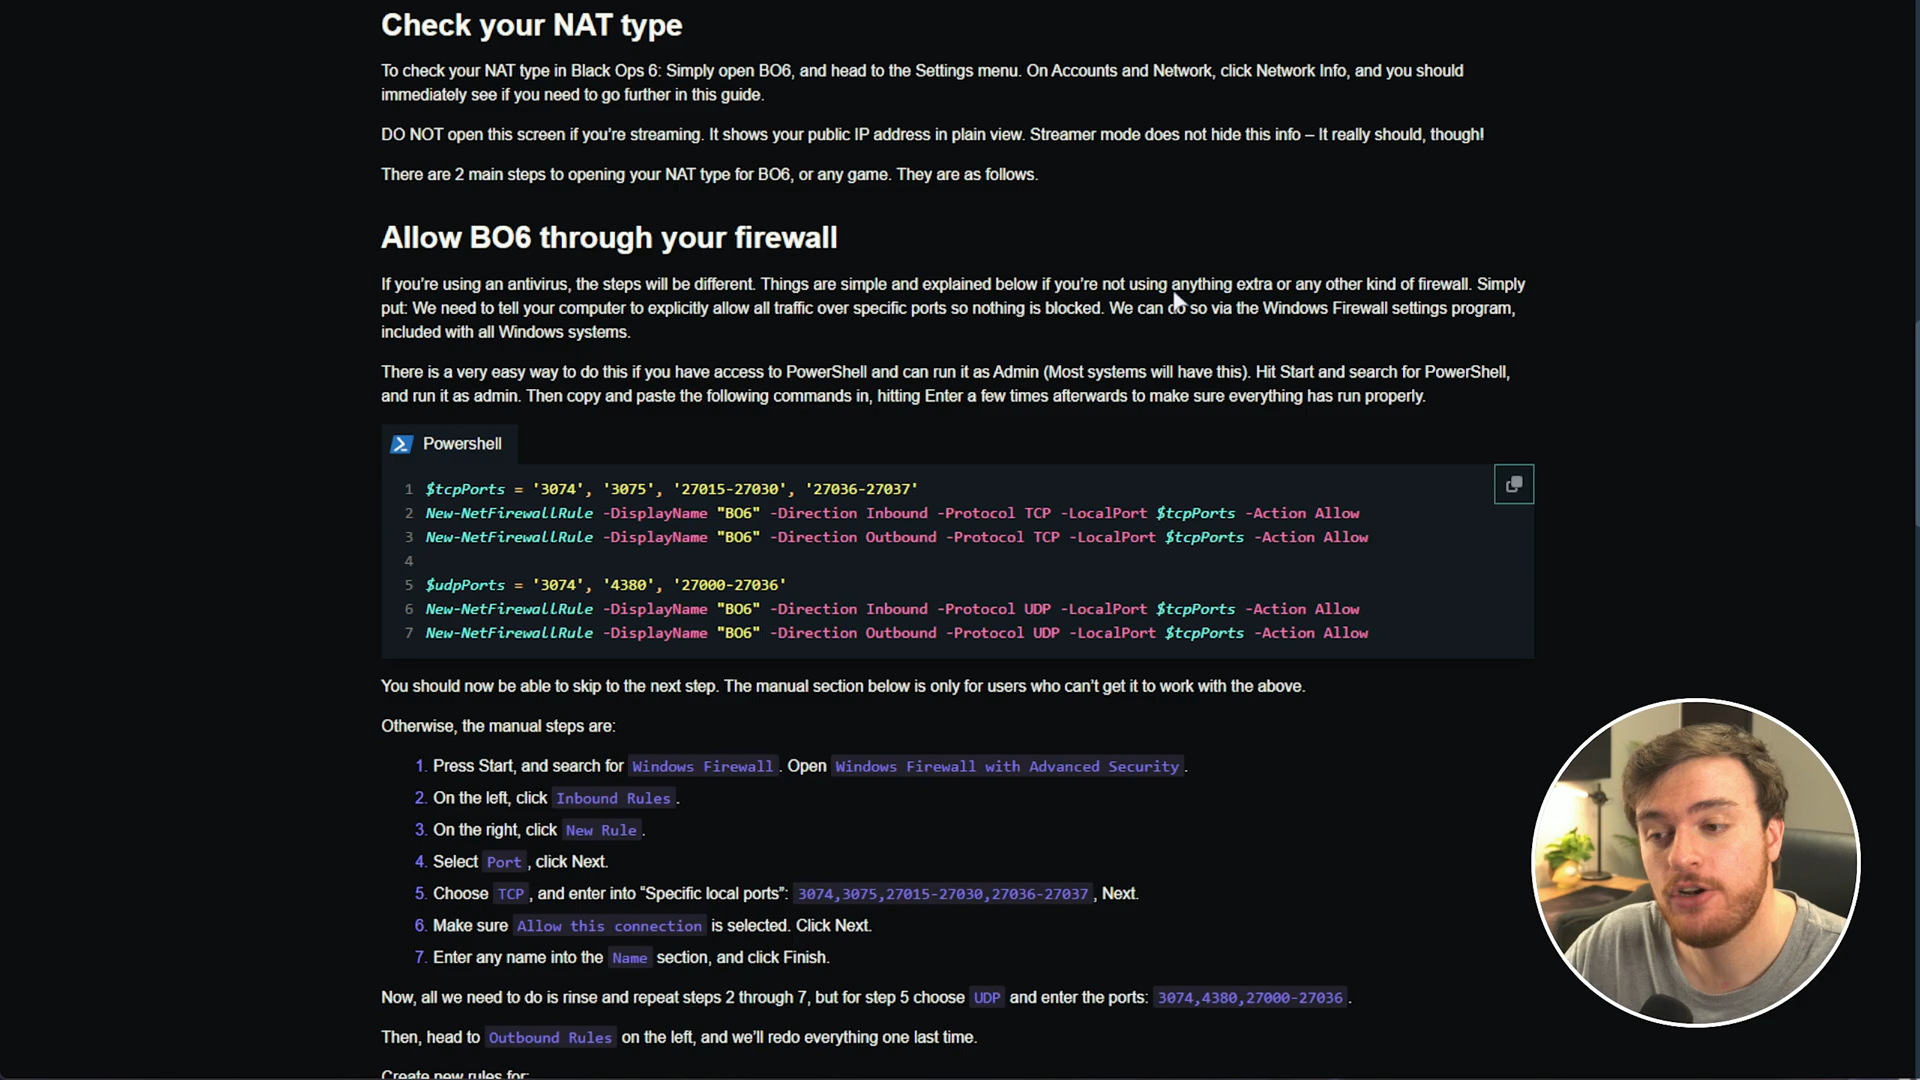 Check your NAT type
To check your NAT type in Black Ops 6: Simply open BO6, and head to the Settings menu. On Accounts and Network, click Network Info, and you should
immediately see if you need to go further in this guide.
DO NOT open this screen if you're streaming. It shows your public IP address in plain view. Streamer mode does not hide this info – It really should, though!
There are 2 main steps to opening your NAT type for BO6, or any game. They are as follows.
Allow BO6 through your firewall
If you're using an antivirus, the steps will be different. Things are simple and explained below if you're not using anything extra or any other kind of firewall. Simply
put: We need to tell your computer to explicitly allow all traffic over specific ports so nothing is blocked. We can do so via the Windows Firewall settings program,
included with all Windows systems.
There is a very easy way to do this if you have access to PowerShell and can run it as Admin (Most systems will have this). Hit Start and search for PowerShell,
and run it as admin. Then copy and paste the following commands in, hitting Enter a few times afterwards to make sure everything has run properly.
Powershell
1 $tcpPorts = '3074', '3075', '27015-27030', '27036-27037'
2 New-NetFirewallRule -DisplayName "BO6" -Direction Inbound -Protocol TCP -LocalPort $tcpPorts -Action Allow
3 New-NetFirewallRule -DisplayName "BO6" -Direction Outbound -Protocol TCP -LocalPort $tcpPorts -Action Allow
4
5 $udpPorts = '3074', '4380', '27000-27036'
6 New-NetFirewallRule -DisplayName "BO6" -Direction Inbound -Protocol UDP -LocalPort $tcpPorts -Action Allow
7 New-NetFirewallRule -DisplayName "BO6" -Direction Outbound -Protocol UDP -LocalPort $tcpPorts -Action Allow
You should now be able to skip to the next step. The manual section below is only for users who can't get it to work with the above.
Otherwise, the manual steps are:
1. Press Start, and search for Windows Firewall. Open Windows Firewall with Advanced Security.
2. On the left, click Inbound Rules.
3. On the right, click New Rule.
4. Select Port, click Next.
5. Choose TCP, and enter into “Specific local ports”: 3074,3075,27015-27030,27036-27037, Next.
6. Make sure Allow this connection is selected. Click Next.
7. Enter any name into the Name section, and click Finish.
Now, all we need to do is rinse and repeat steps 2 through 7, but for step 5 choose UDP and enter the ports: 3074,4380,27000-27036.
Then, head to Outbound Rules on the left, and we'll redo everything one last time.
Create new rules for: